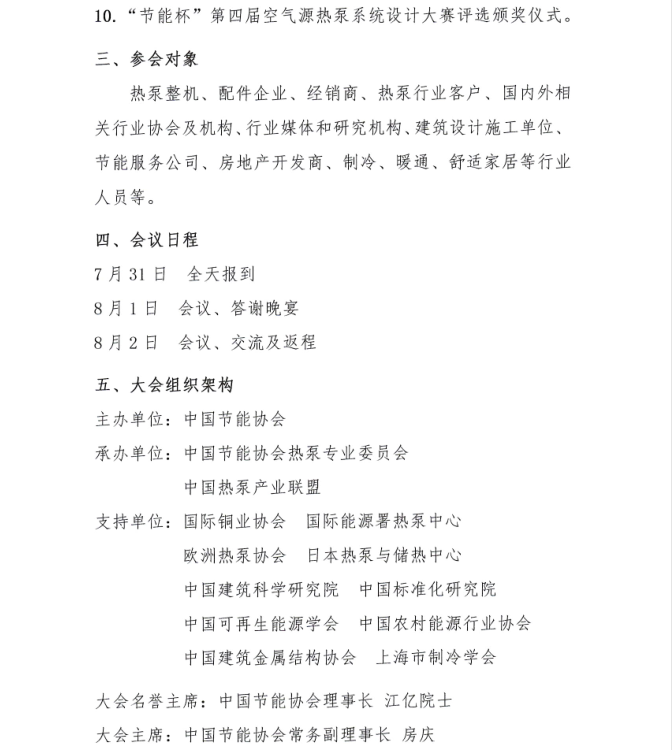 10.“节能杯”第四届空气源热泵系统设计大赛评选颁奖仪式。
三、参会对象
热泵整机、配件企业、经销商、热泵行业客户、国内外相
关行业协会及机构、行业媒体和研究机构、建筑设计施工单位、
节能服务公司、房地产开发商、制冷、暖通、舒适家居等行业
人员等。
四、会议日程
7 月 31 日　全天报到
8 月 1 日　会议、答谢晚宴
8 月 2 日　会议、交流及返程
五、大会组织架构
主办单位：中国节能协会
承办单位：中国节能协会热泵专业委员会
中国热泵产业联盟
支持单位：国际铜业协会　国际能源署热泵中心
欧洲热泵协会　日本热泵与储热中心
中国建筑科学研究院　中国标准化研究院
中国可再生能源学会　中国农村能源行业协会
中国建筑金属结构协会　上海市制冷学会
大会名誉主席：中国节能协会理事长 江亿院士
大会主席：中国节能协会常务副理事长 房庆